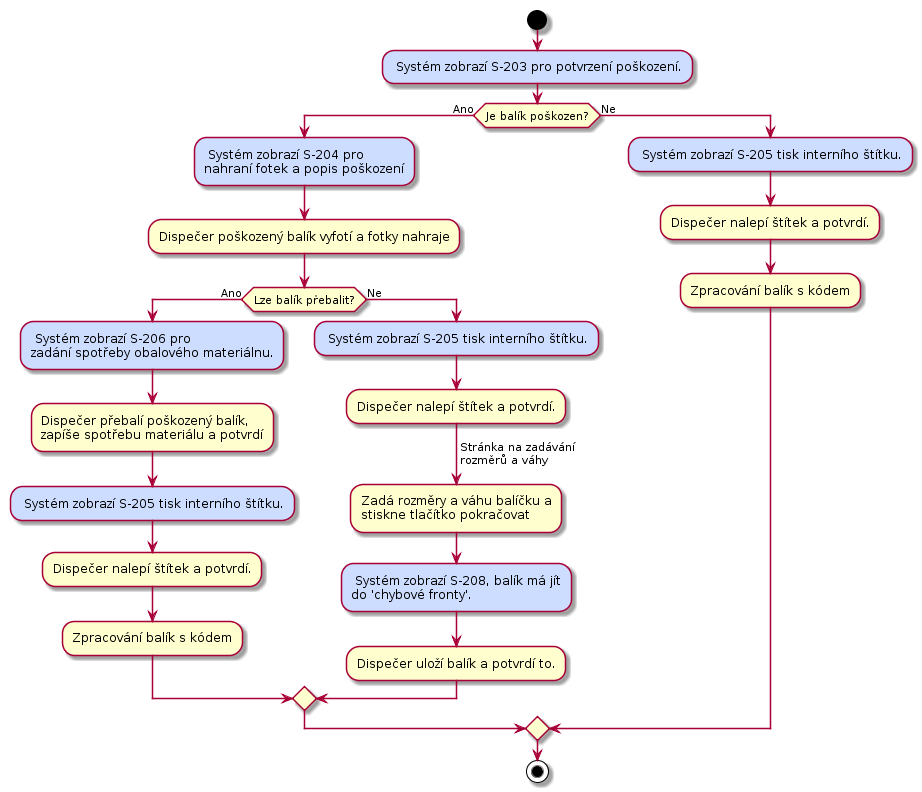 Systém zobrazí S-203 pro potvrzení poškození.
Ano
Je balík poškozen?
Ne
Systém zobrazí S-204 pro
nahraní fotek a popis poškození
Dispečer poškozený balík vyfotí a fotky nahraje
Ano
Lze balík přebalit?
Ne
Systém zobrazí S-206 pro
zadání spotřeby obalového materiálnu.
Dispečer přebalí poškozený balík,
zapíše spotřebu materiálu a potvrdí
Systém zobrazí S-205 tisk interního štítku.
Dispečer nalepí štítek a potvrdí.
Zpracování balík s kódem
Systém zobrazí S-205 tisk interního štítku.
Dispečer nalepí štítek a potvrdí.
Stránka na zadávání
rozměrů a váhy
Zadá rozměry a váhu balíčku a
stiskne tlačítko pokračovat
Systém zobrazí S-208, balík má jít
do 'chybové fronty'.
Dispečer uloží balík a potvrdí to.
Systém zobrazí S-205 tisk interního štítku.
Dispečer nalepí štítek a potvrdí.
Zpracování balík s kódem